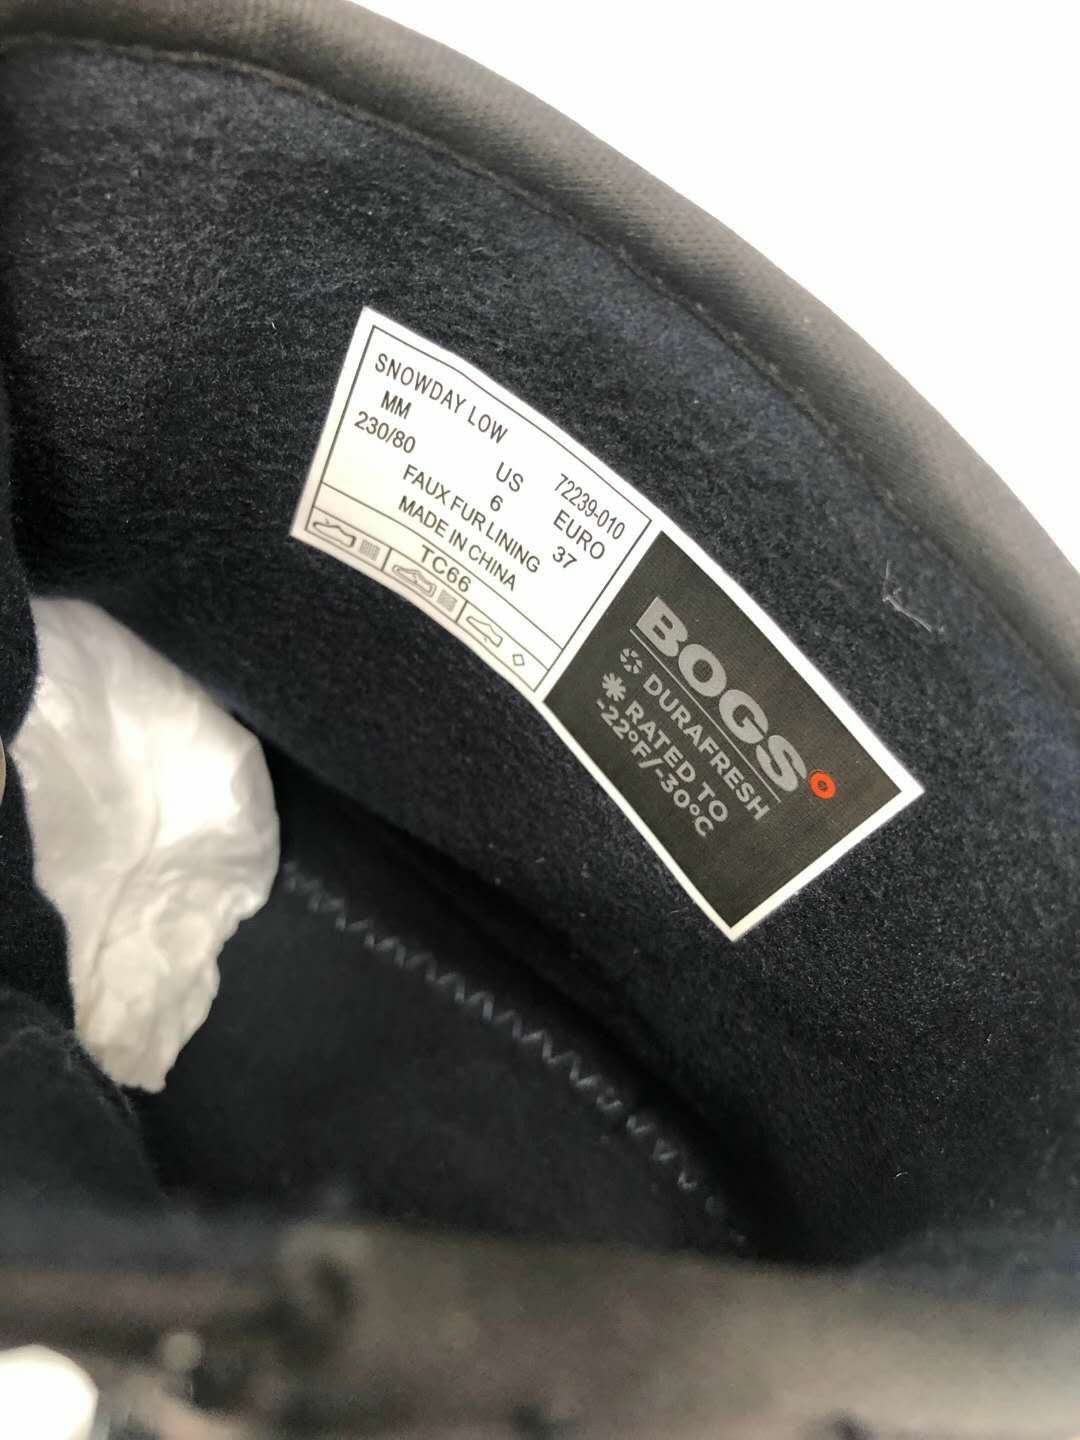 SNOWDAY LOW 72239-010
MM US EURO
230/80 6 37
FAUX FUR LINING
MADE IN CHINA
TC66
BOGS
DURAFRESH
RATED TO
-22°F/-30°C